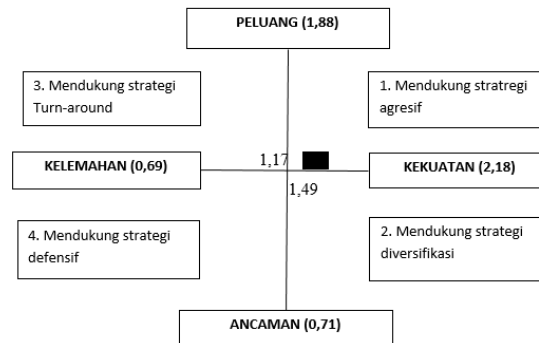 PELUANG (1,88)
3. Mendukung strategi
Turn-around
1. Mendukung stratregi
agresif
KELEMAHAN (0,69)
1,17
KEKUATAN (2,18)
1,49
4. Mendukung strategi
defensif
2. Mendukung strategi
diversifikasi
ANCAMAN (0,71)